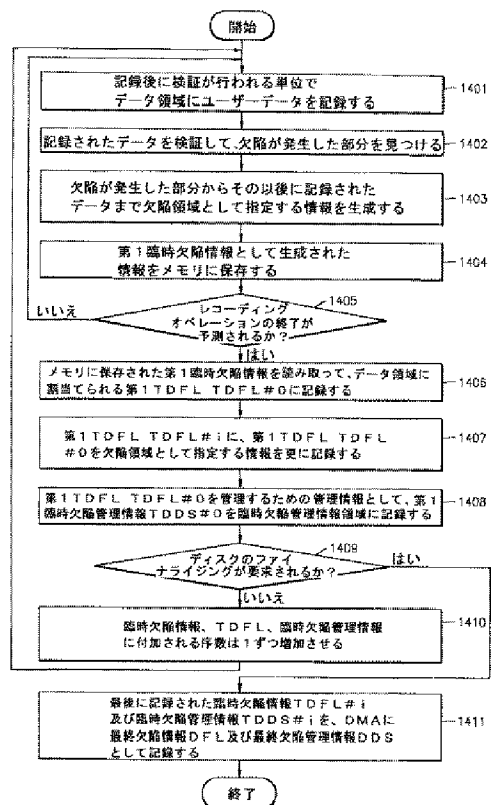 開始
記録後に検証が行われる単位で
データ領域にユーザーデータを記録する
1401
記録されたデータを検証して、欠陥が発生した部分を見つける
1402
欠陥が発生した部分からその以後に記録された
データまで欠陥領域として指定する情報を生成する
1403
第1臨時欠陥情報として生成された
情報をメモリに保存する
1404
いいえ
レコーディング
オペレーションの終了が
予測されるか？
1405
はい
メモリに保存された第1臨時欠陥情報を読み取って、データ領域に
割当てられる第1TDFL TDFL#0に記録する
1406
第1TDFL TDFL#iに、第1TDFL TDFL
#0を欠陥領域として指定する情報を更に記録する
1407
第1TDFL TDFL#0を管理するための管理情報として、第1
臨時欠陥管理情報TDDS#0を臨時欠陥管理情報領域に記録する
1408
ディスクのファイ
ナライジングが要求されるか？
1409
はい
いいえ
臨時欠陥情報、TDFL、臨時欠陥管理情報
に付加される序数は1ずつ増加させる
1410
最後に記録された臨時欠陥情報TDFL#i
及び臨時欠陥管理情報TDDS#iを、DMAに
最終欠陥情報DFL及び最終欠陥管理情報DDS
として記録する
1411
終了